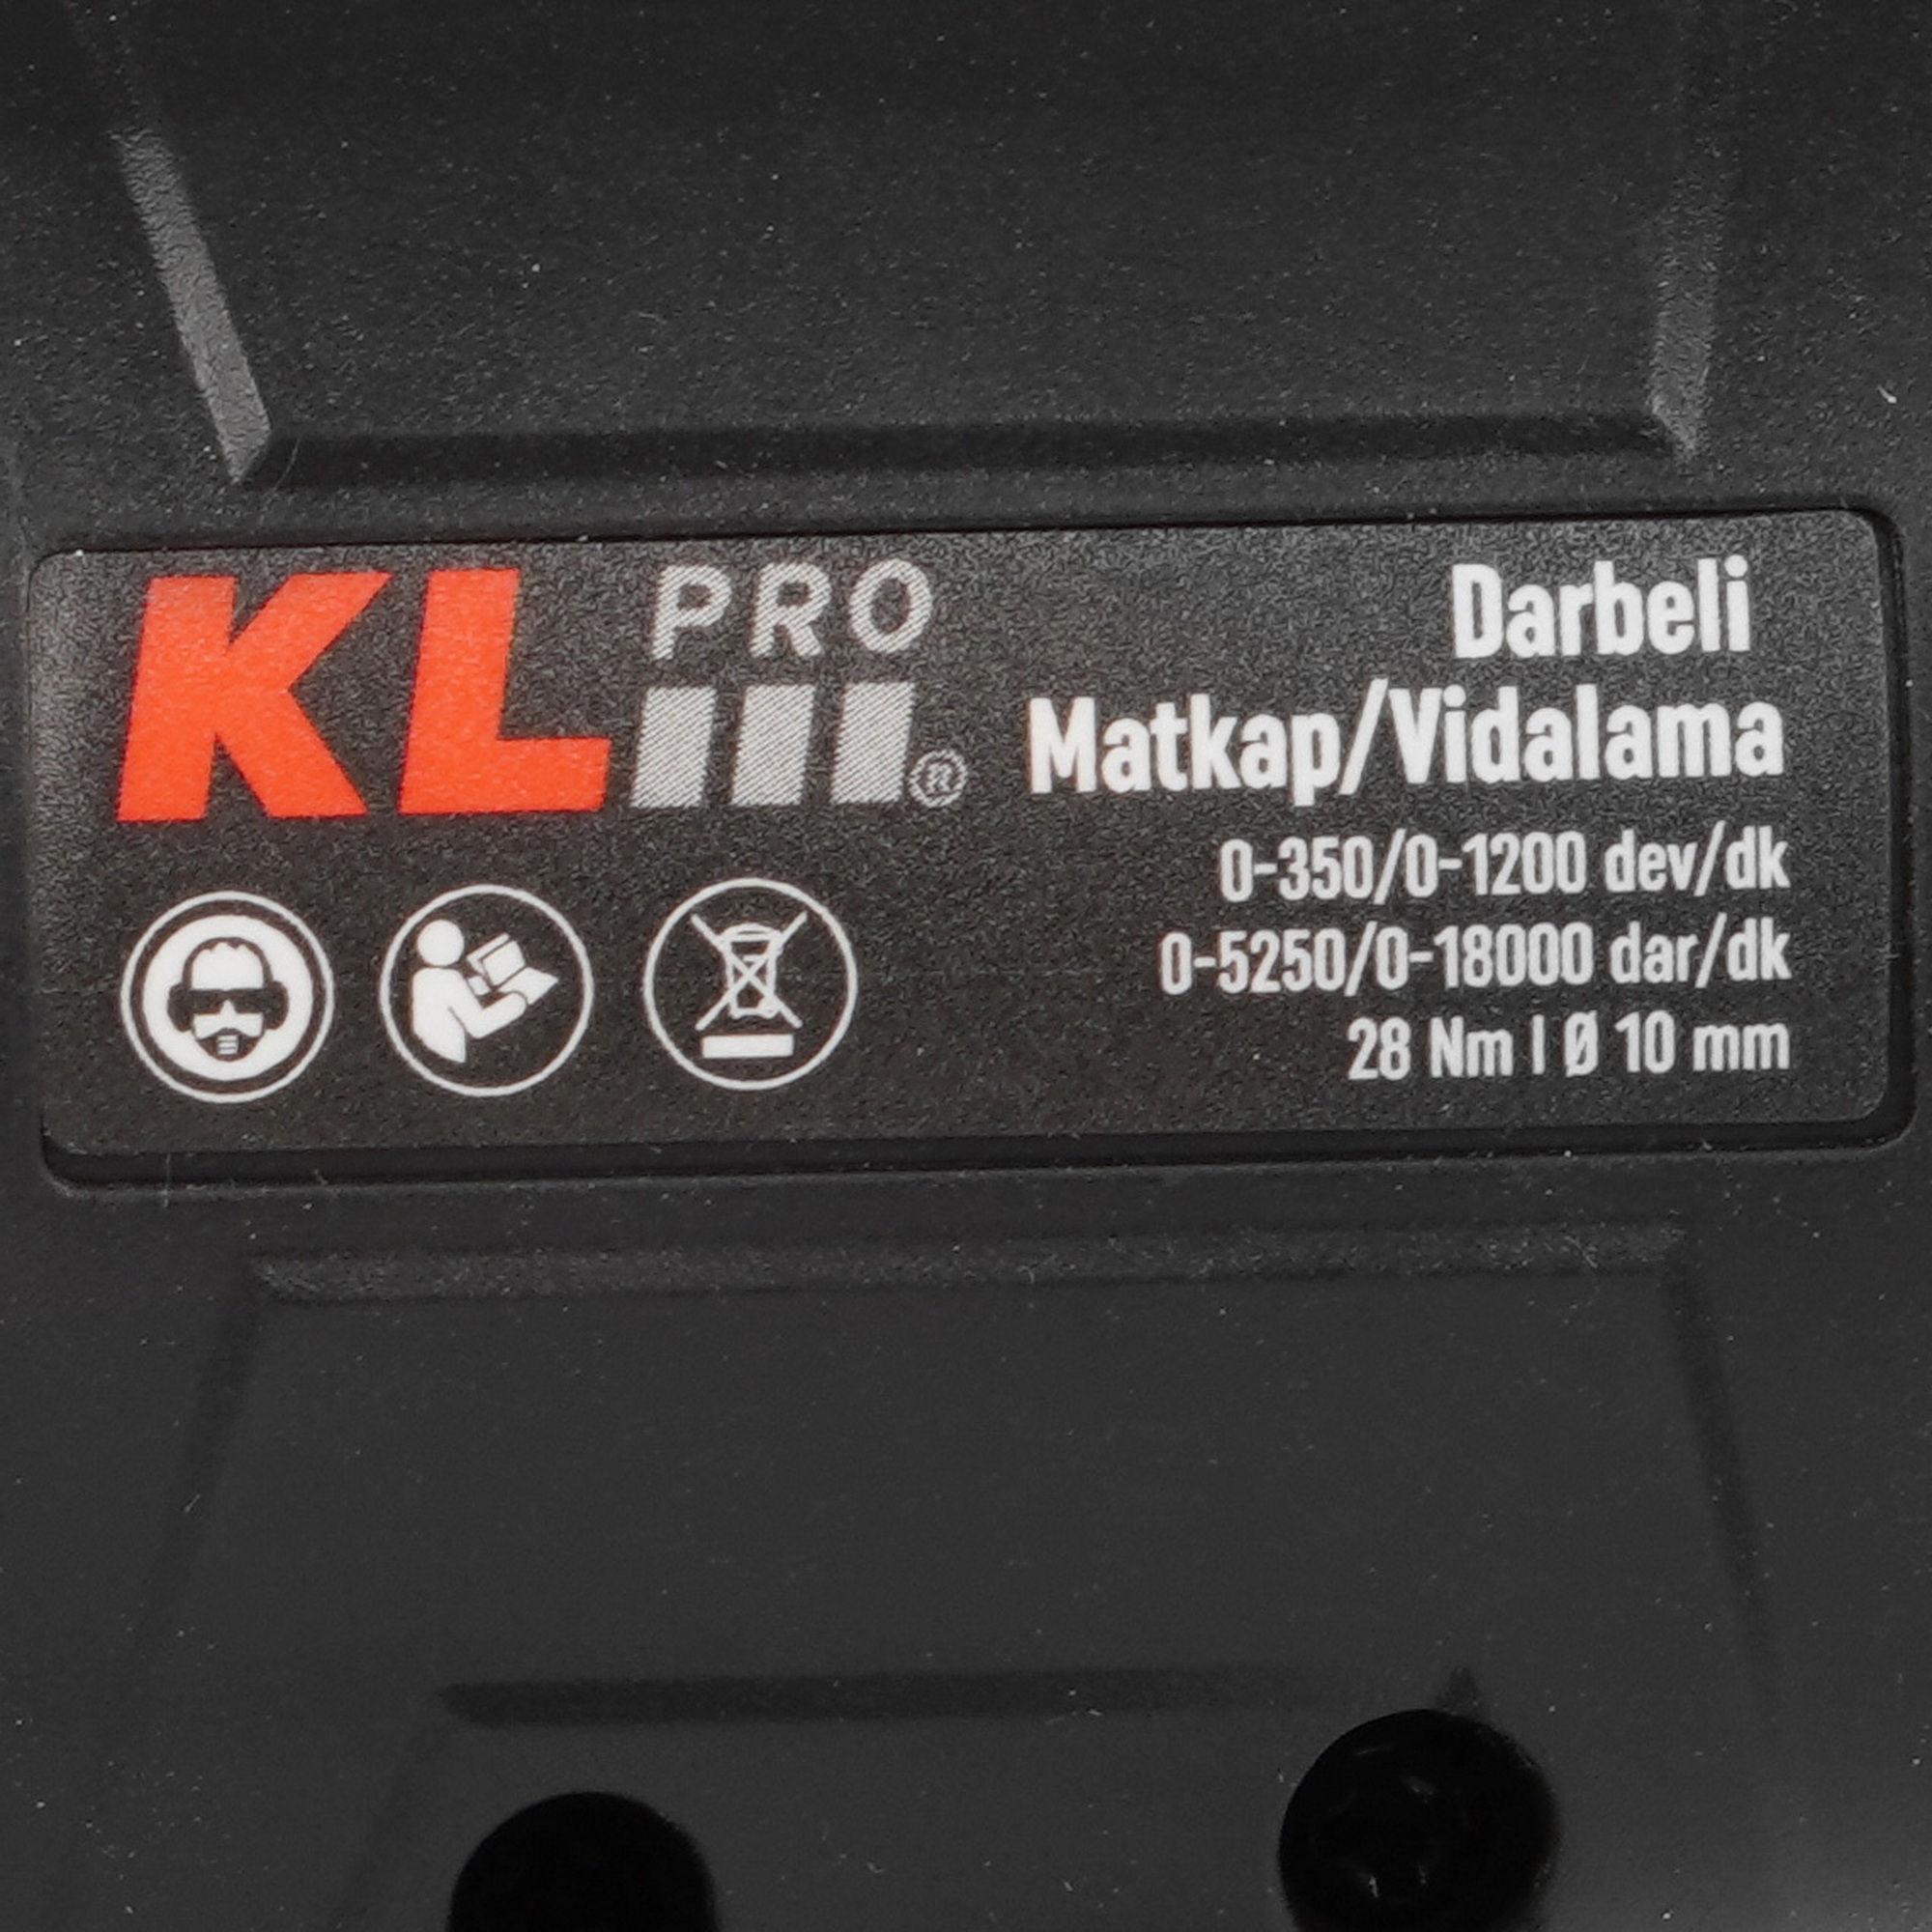 KL PRO ®
Darbeli
Matkap/Vidalama
0-350/0-1200 dev/dk
0-5250/0-18000 dar/dk
28 Nm | Ø 10 mm